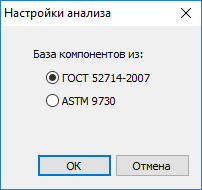 Настройки анализа
База компонентов из:
ГОСТ 52714-2007
ASTM 9730
OK
Отмена